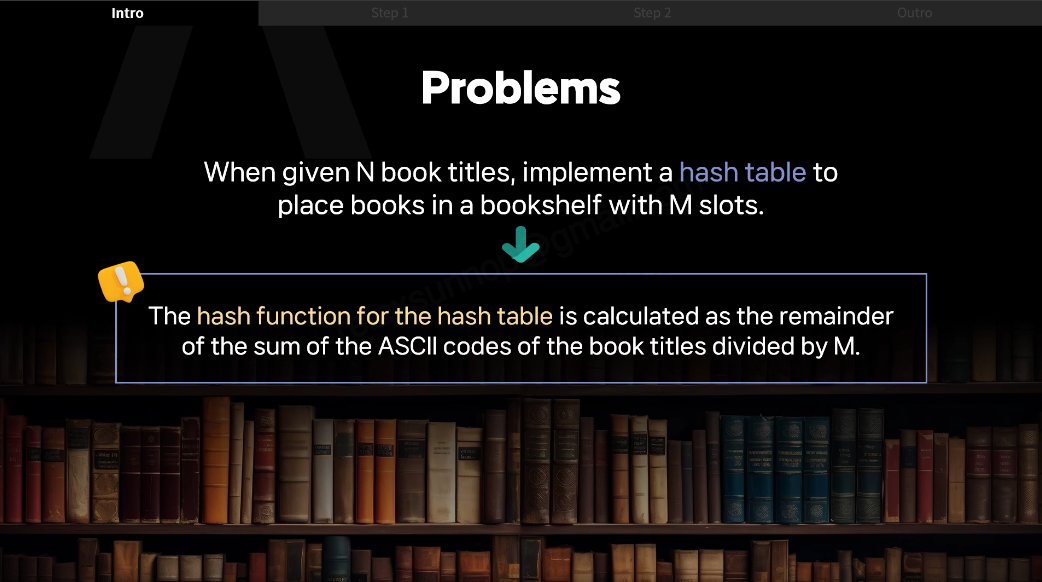 Intro
Step 1
Step 2
Outro
Problems
When given N book titles, implement a hash table to
place books in a bookshelf with M slots.
The hash function for the hash table is calculated as the remainder
of the sum of the ASCII codes of the book titles divided by M.